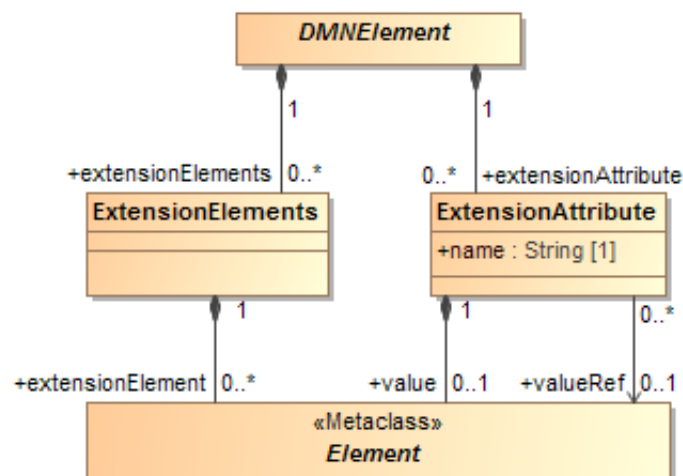 DMNElement
1 1
+extensionElements 0..* 0..* +extensionAttribute
ExtensionElements ExtensionAttribute
+name : String [1]
1 1 0..*
+extensionElement 0..* +value 0..1 +valueRef 0..1
«Metaclass»
Element